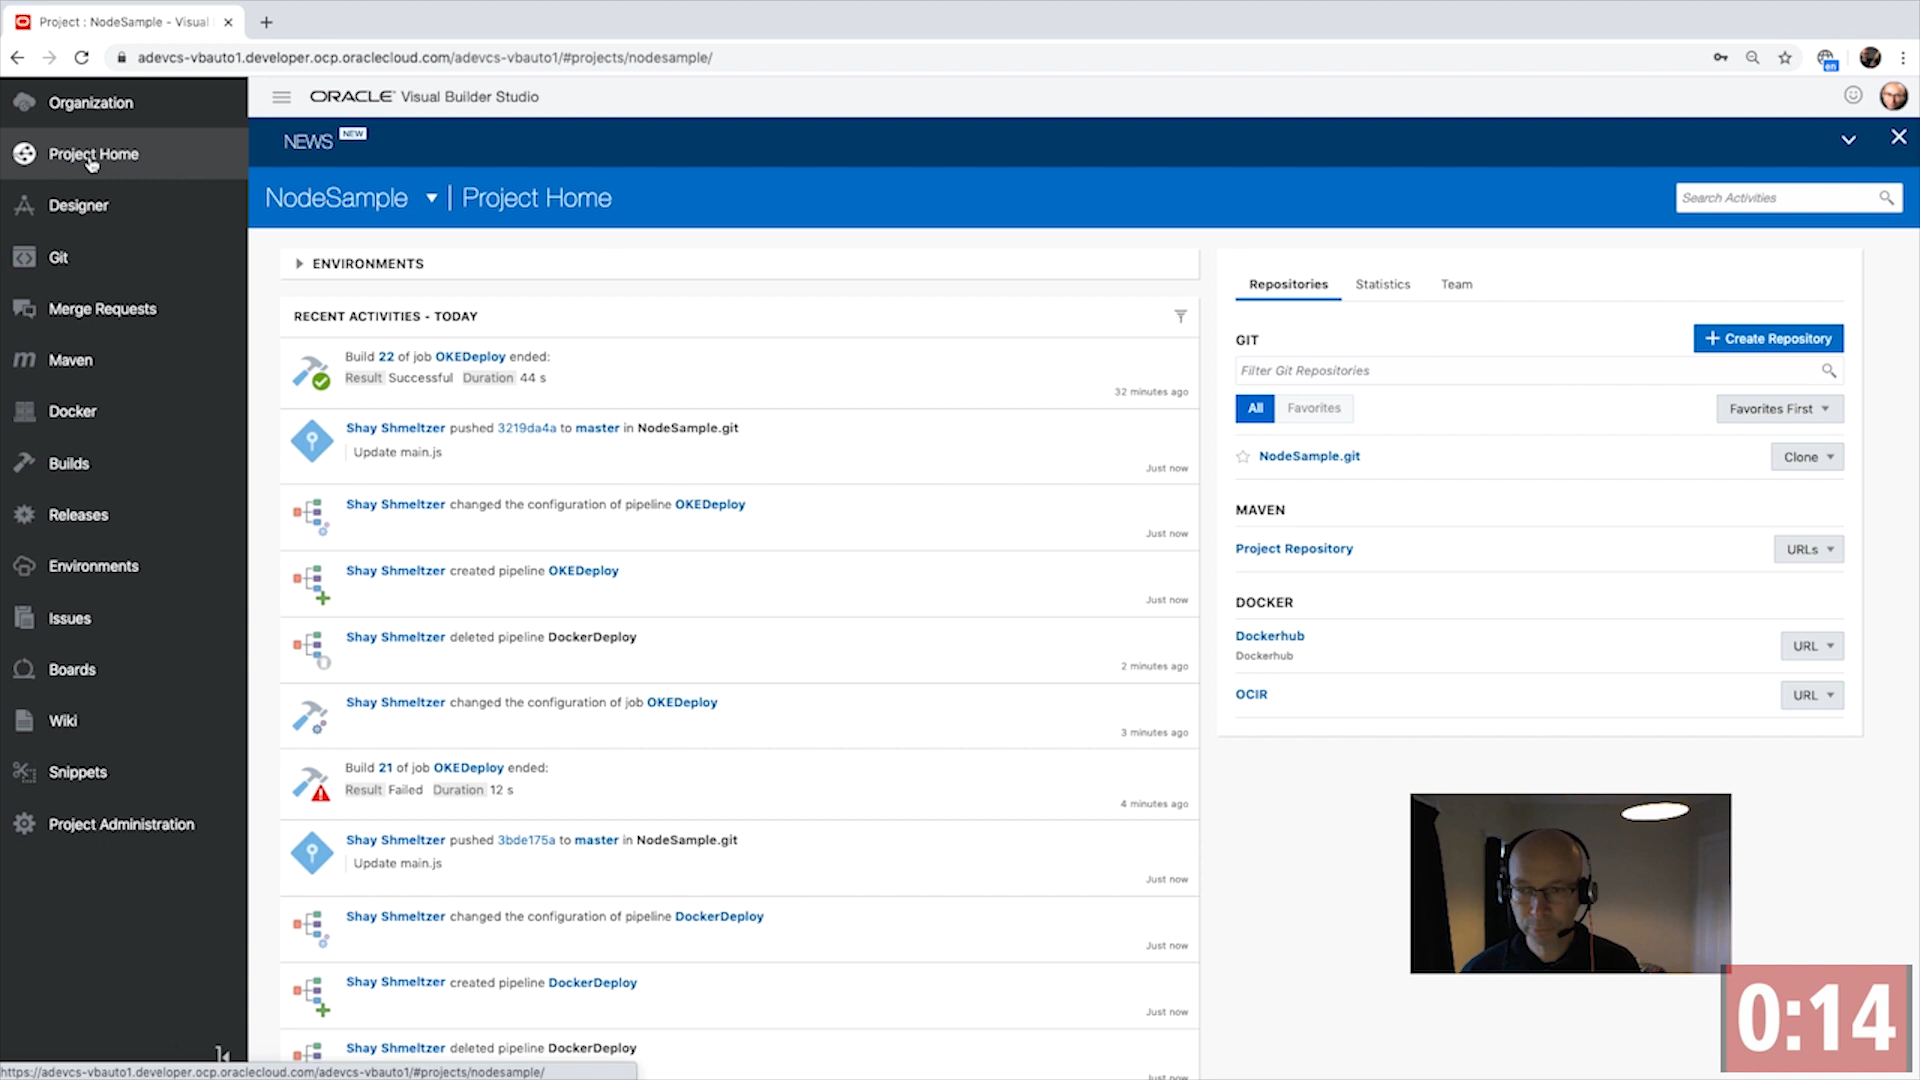 Project : NodeSample - Visual
adevcs-vbauto1.developer.ocp.oraclecloud.com/adevcs-vbauto1/#projects/nodesample/
en
Organization
Project Home
Designer
Git
Merge Requests
Maven
Docker
Builds
Releases
Environments
Issues
Boards
Wiki
Snippets
Project Administration
ORACLE Visual Builder Studio
NEWS NEW
NodeSample | Project Home
Search Activities
ENVIRONMENTS
RECENT ACTIVITIES - TODAY
Build 22 of job OKEDeploy ended:
Result Successful Duration 44 s
32 minutes ago
Shay Shmeltzer pushed 3219da4a to master in NodeSample.git
Update main.js
Just now
Shay Shmeltzer changed the configuration of pipeline OKEDeploy
Just now
Shay Shmeltzer created pipeline OKEDeploy
Just now
Shay Shmeltzer deleted pipeline DockerDeploy
2 minutes ago
Shay Shmeltzer changed the configuration of job OKEDeploy
3 minutes ago
Build 21 of job OKEDeploy ended:
Result Failed Duration 12 s
4 minutes ago
Shay Shmeltzer pushed 3bde175a to master in NodeSample.git
Update main.js
Just now
Shay Shmeltzer changed the configuration of pipeline DockerDeploy
Just now
Shay Shmeltzer created pipeline DockerDeploy
Just now
Shay Shmeltzer deleted pipeline DockerDeploy
Just now
Repositories Statistics Team
GIT
Create Repository
Filter Git Repositories
All Favorites
Favorites First
NodeSample.git
Clone
MAVEN
Project Repository
URLs
DOCKER
Dockerhub
Dockerhub
URL
OCIR
URL
0:14
https://adevcs-vbauto1.developer.ocp.oraclecloud.com/adevcs-vbauto1/#projects/nodesample/